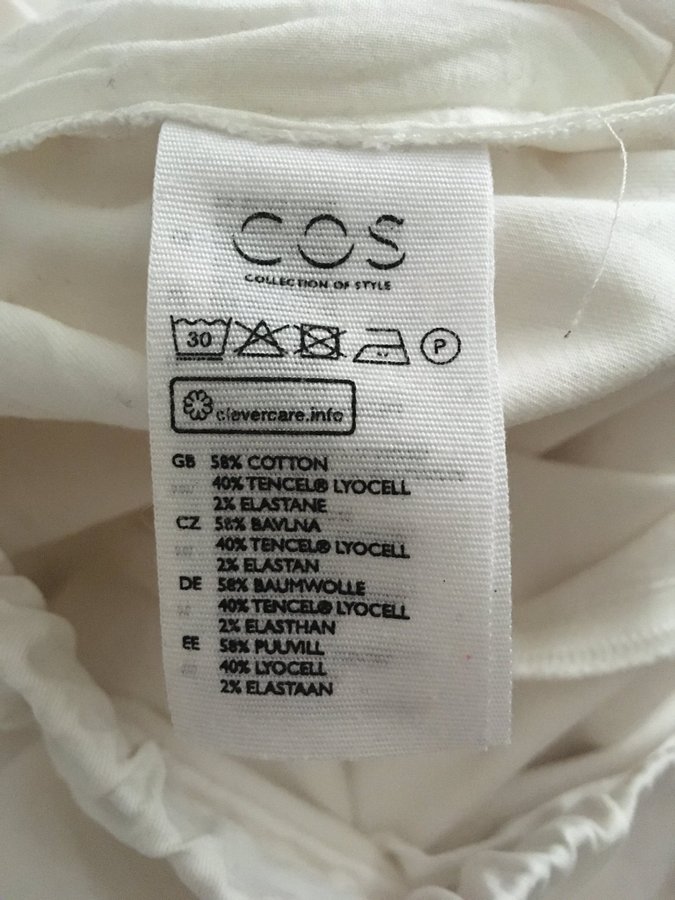 COS
COLLECTION OF STYLE
30 P
clevercare.info
GB 58% COTTON
40% TENCEL® LYOCELL
2% ELASTANE
CZ 58% BAVLNA
40% TENCEL® LYOCELL
2% ELASTAN
DE 58% BAUMWOLLE
40% TENCEL® LYOCELL
2% ELASTHAN
EE 58% PUUVILL
40% LYOCELL
2% ELASTAAN